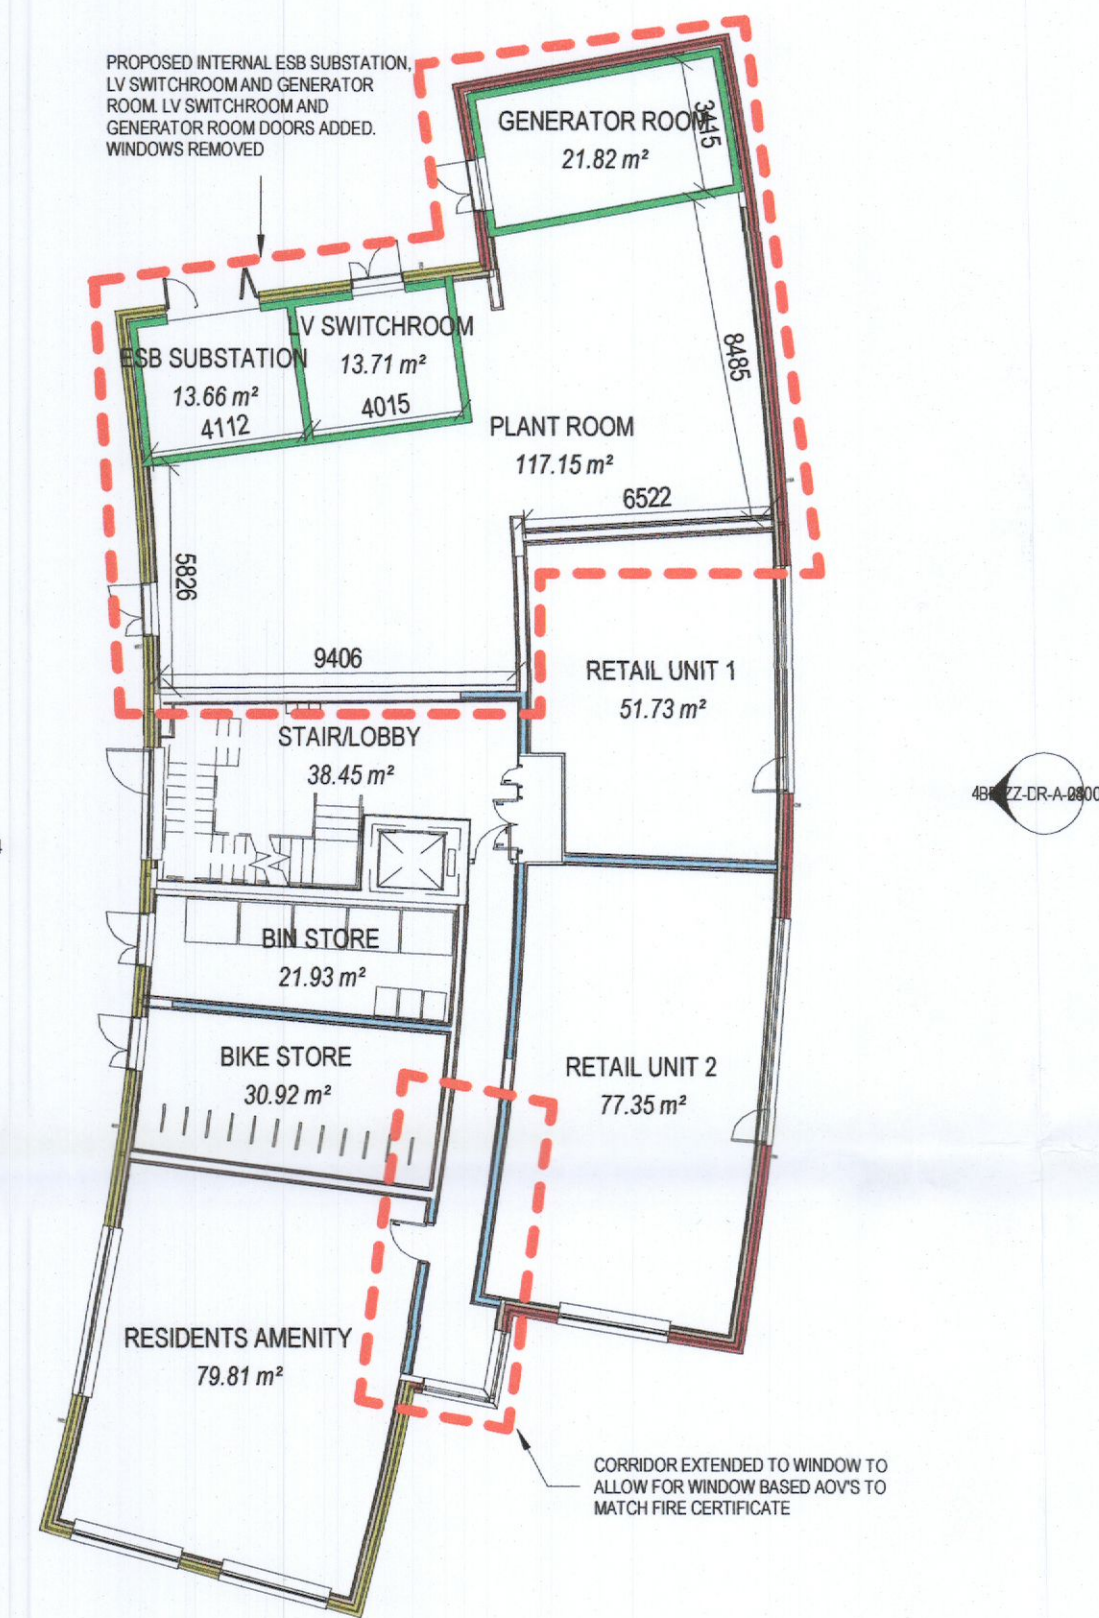 PROPOSED INTERNAL ESB SUBSTATION,
LV SWITCHROOM AND GENERATOR
ROOM. LV SWITCHROOM AND
GENERATOR ROOM DOORS ADDED.
WINDOWS REMOVED
GENERATOR ROOM
21.82 m²
3415
LV SWITCHROOM
13.71 m²
4015
ESB SUBSTATION
13.66 m²
4112
8485
PLANT ROOM
117.15 m²
6522
5826
9406
RETAIL UNIT 1
51.73 m²
STAIR/LOBBY
38.45 m²
BIN STORE
21.93 m²
BIKE STORE
30.92 m²
RETAIL UNIT 2
77.35 m²
RESIDENTS AMENITY
79.81 m²
CORRIDOR EXTENDED TO WINDOW TO
ALLOW FOR WINDOW BASED AOV'S TO
MATCH FIRE CERTIFICATE